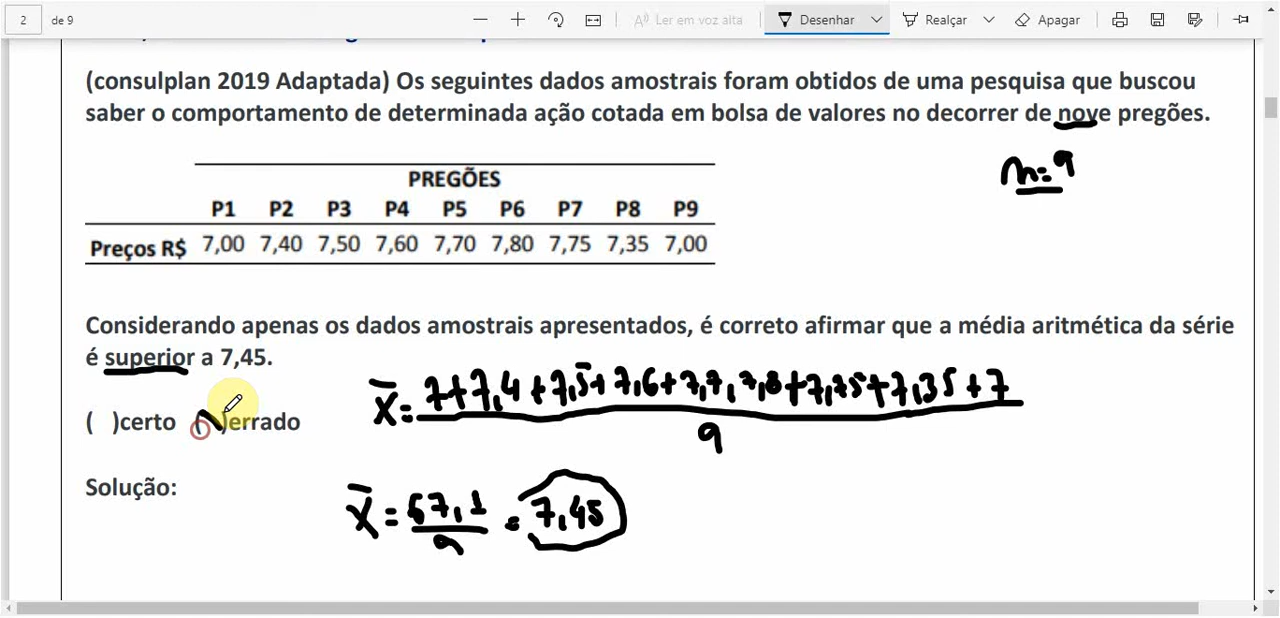 2 de 9 Ler em voz alta Desenhar Realçar Apagar
(consulplan 2019 Adaptada) Os seguintes dados amostrais foram obtidos de uma pesquisa que buscou
saber o comportamento de determinada ação cotada em bolsa de valores no decorrer de nove pregões.
n=9
PREGÕES
P1 P2 P3 P4 P5 P6 P7 P8 P9
Preços R$ 7,00 7,40 7,50 7,60 7,70 7,80 7,75 7,35 7,00
Considerando apenas os dados amostrais apresentados, é correto afirmar que a média aritmética da série
é superior a 7,45.
x̄= 7+7,4+7,5+7,6+7,7,7,8+7,75+7,35+7
9
( )certo ( )errado
Solução:
x̄ = 67,1 = 7,45
9